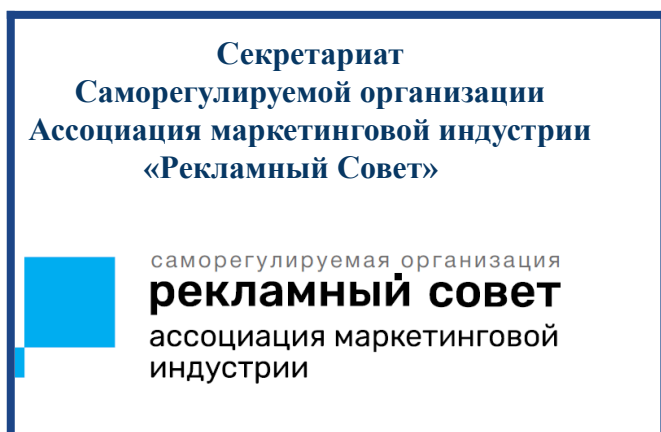 Секретариат
Саморегулируемой организации
Ассоциация маркетинговой индустрии
«Рекламный Совет»
саморегулируемая организация
рекламный совет
ассоциация маркетинговой
индустрии